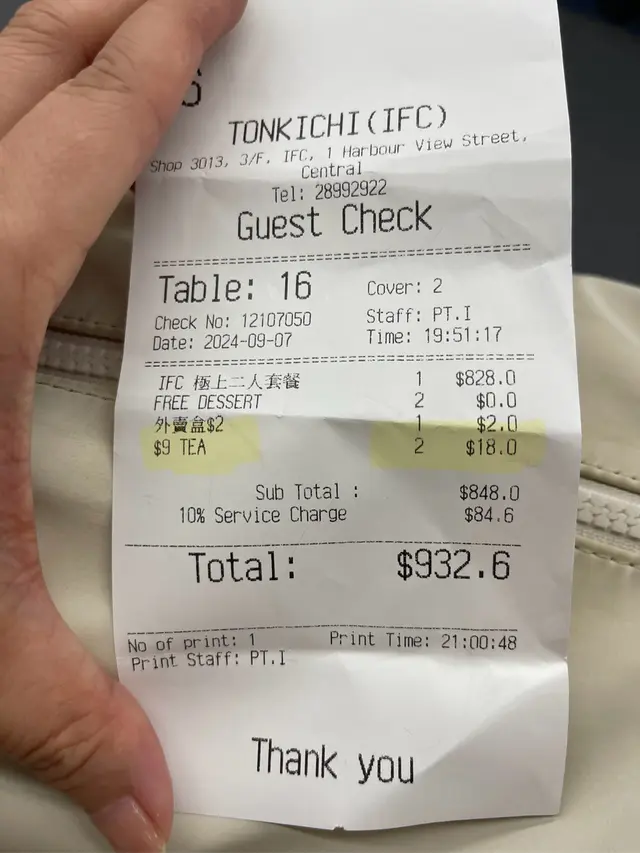 TONKICHI(IFC)
Shop 3013, 3/F, IFC, 1 Harbour View Street,
Central
Tel: 28992922
Guest Check
Table: 16 Cover: 2
Check No: 12107050 Staff: PT.I
Date: 2024-09-07 Time: 19:51:17
IFC 極上二人套餐 1 $828.0
FREE DESSERT 2 $0.0
外賣盒$2 1 $2.0
$9 TEA 2 $18.0
Sub Total : $848.0
10% Service Charge $84.6
Total: $932.6
No of print: 1 Print Time: 21:00:48
Print Staff: PT.I
Thank you